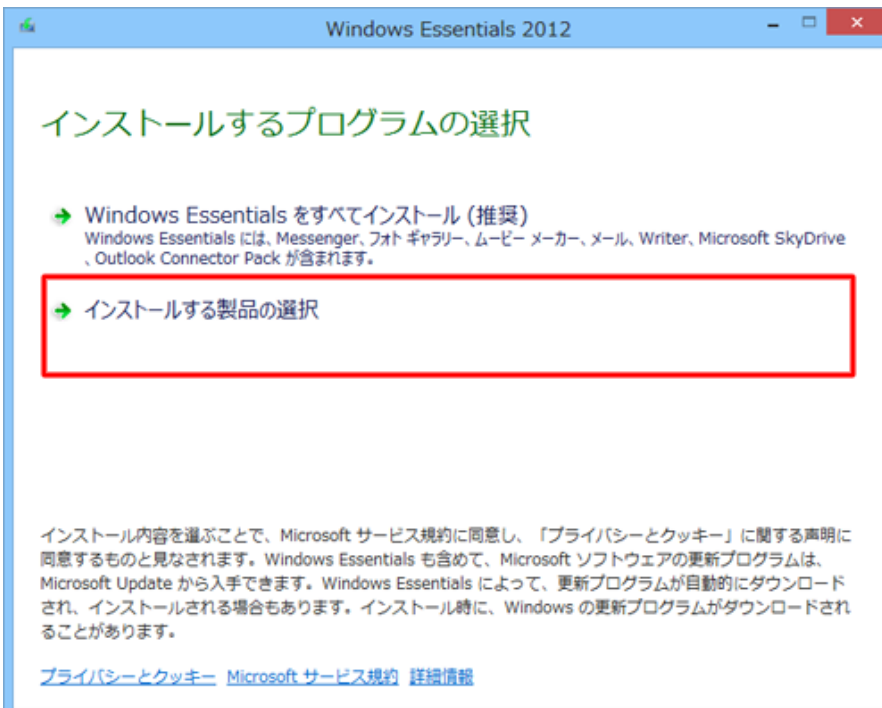 Windows Essentials 2012
インストールするプログラムの選択
Windows Essentials をすべてインストール (推奨)
Windows Essentials には、Messenger、フォト ギャラリー、ムービー メーカー、メール、Writer、Microsoft SkyDrive
、Outlook Connector Pack が含まれます。
インストールする製品の選択
インストール内容を選ぶことで、Microsoft サービス規約に同意し、「プライバシーとクッキー」に関する声明に
同意するものと見なされます。Windows Essentials も含めて、Microsoft ソフトウェアの更新プログラムは、
Microsoft Update から入手できます。Windows Essentials によって、更新プログラムが自動的にダウンロード
され、インストールされる場合もあります。インストール時に、Windows の更新プログラムがダウンロードされ
ることがあります。
プライバシーとクッキー Microsoft サービス規約 詳細情報